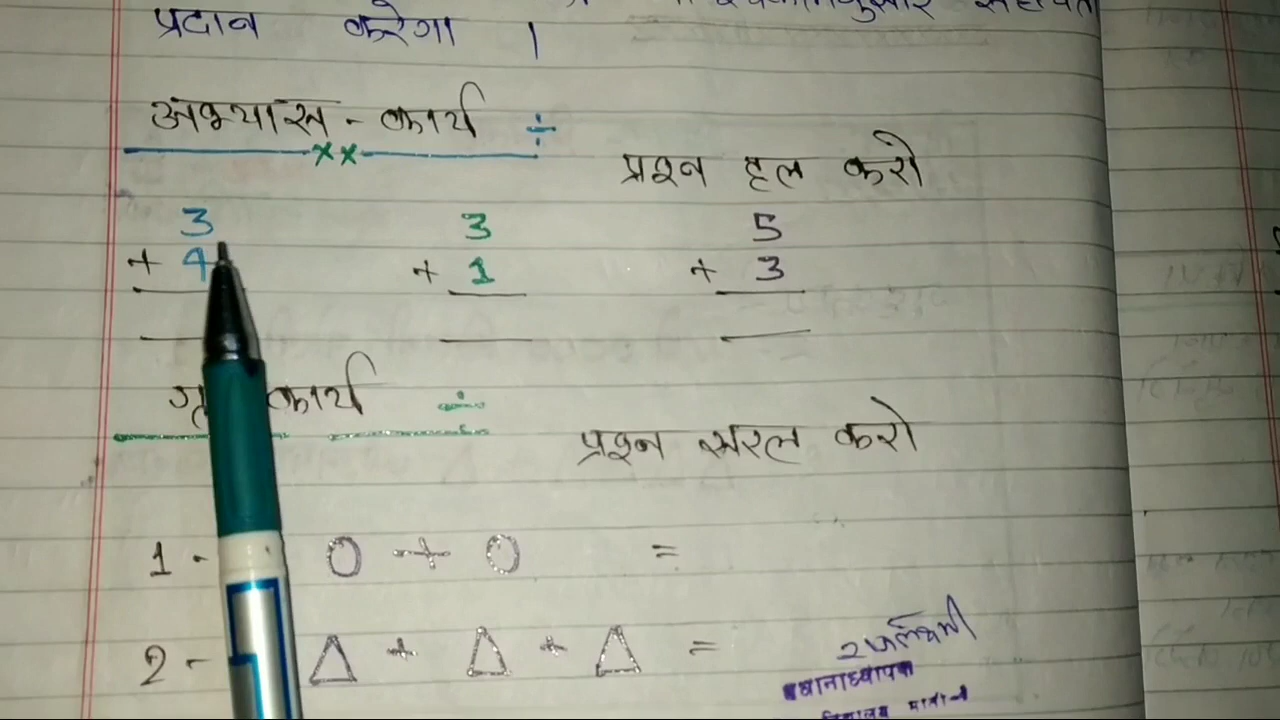 प्रदान करेगा ।
अभ्यास - कार्य ÷
प्रश्न हल करो
3 3 5
+ 4 + 1 + 3
कार्य ÷
प्रश्न सरल करो
1 - 0 + 0 =
2 - Δ + Δ + Δ =
प्रधानाध्यापक